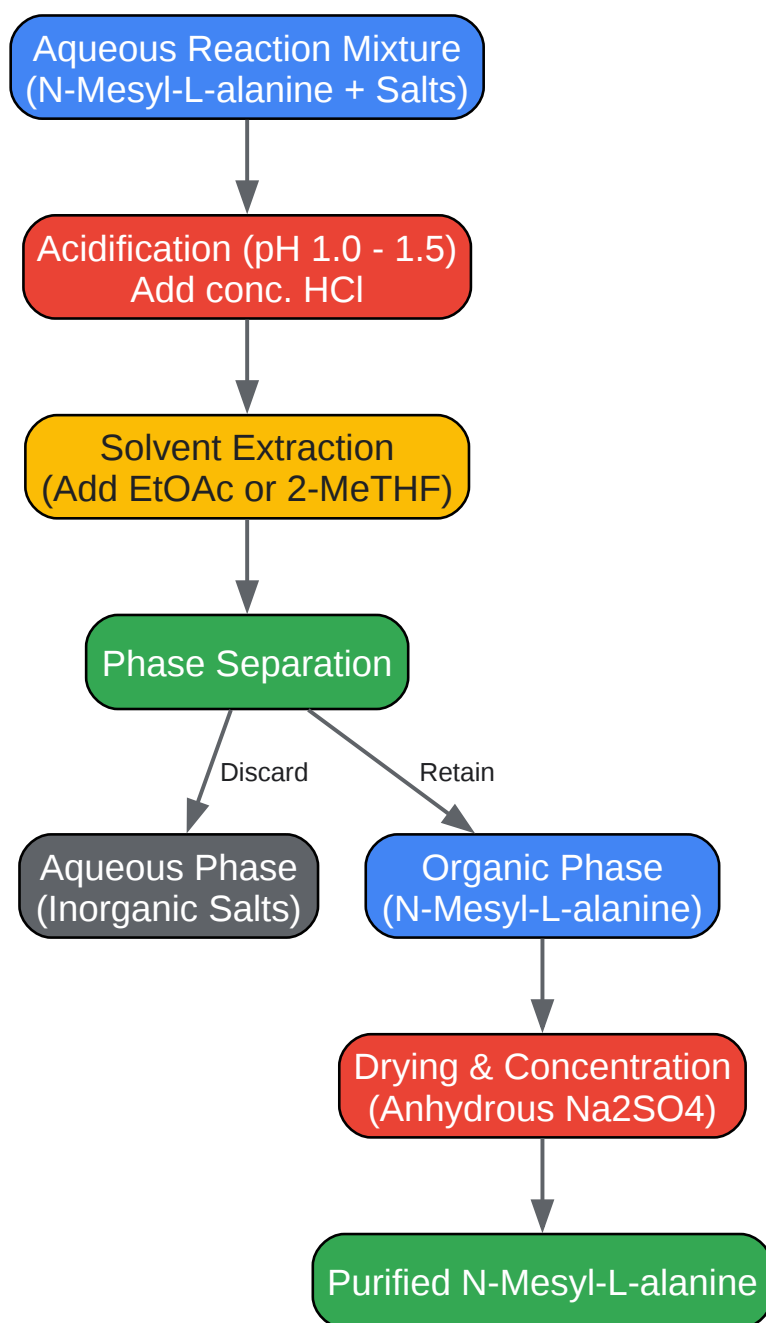 Aqueous Reaction Mixture
(N-Mesyl-L-alanine + Salts)
Acidification (pH 1.0 - 1.5)
Add conc. HCl
Solvent Extraction
(Add EtOAc or 2-MeTHF)
Phase Separation
Discard
Retain
Aqueous Phase
(Inorganic Salts)
Organic Phase
(N-Mesyl-L-alanine)
Drying & Concentration
(Anhydrous Na2SO4)
Purified N-Mesyl-L-alanine